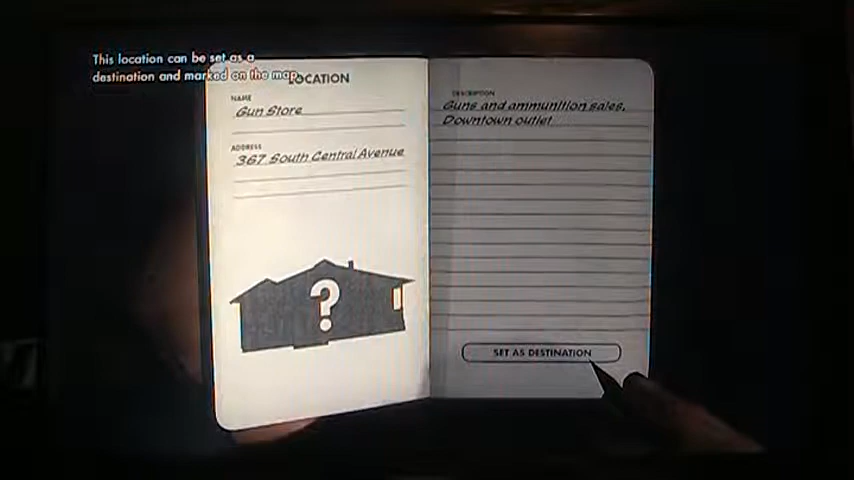 This location can be set as a
destination and marked on the map.
LOCATION
NAME
Gun Store
ADDRESS
367 South Central Avenue
?
DESCRIPTION
Guns and ammunition sales,
Downtown outlet
SET AS DESTINATION